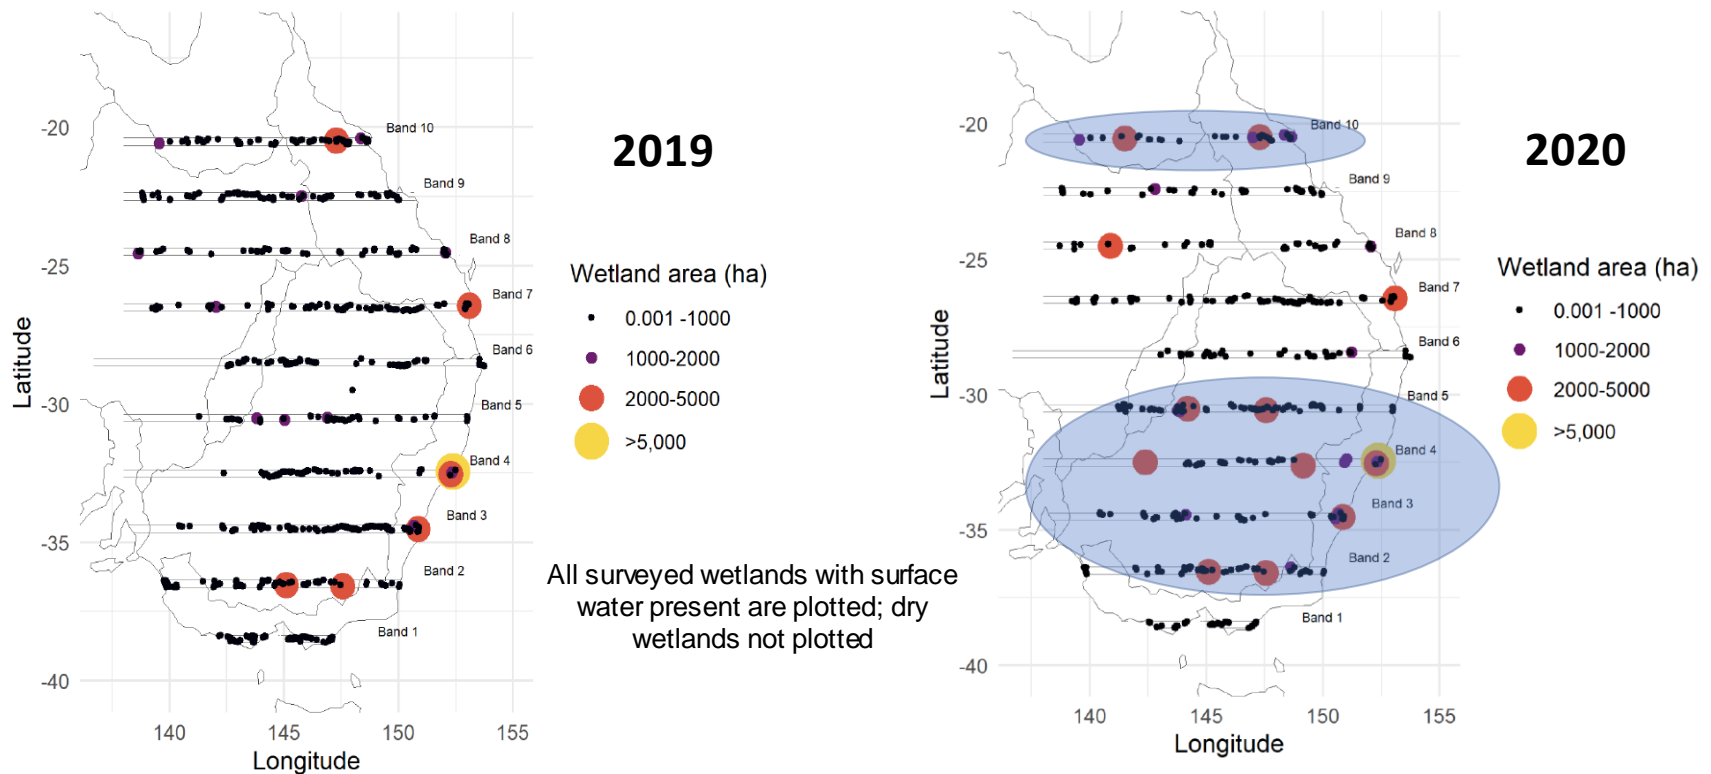 2019
-20
-25
-30
-35
-40
Latitude
Band 10
Band 9
Band 8
Band 7
Band 6
Band 5
Band 4
Band 3
Band 2
Band 1
140
145
150
155
Longitude
Wetland area (ha)
0.001 -1000
1000-2000
2000-5000
>5,000
All surveyed wetlands with surface
water present are plotted; dry
wetlands not plotted
2020
-20
-25
-30
-35
-40
Latitude
Band 10
Band 9
Band 8
Band 7
Band 6
Band 5
Band 4
Band 3
Band 2
Band 1
140
145
150
155
Longitude
Wetland area (ha)
0.001 -1000
1000-2000
2000-5000
>5,000